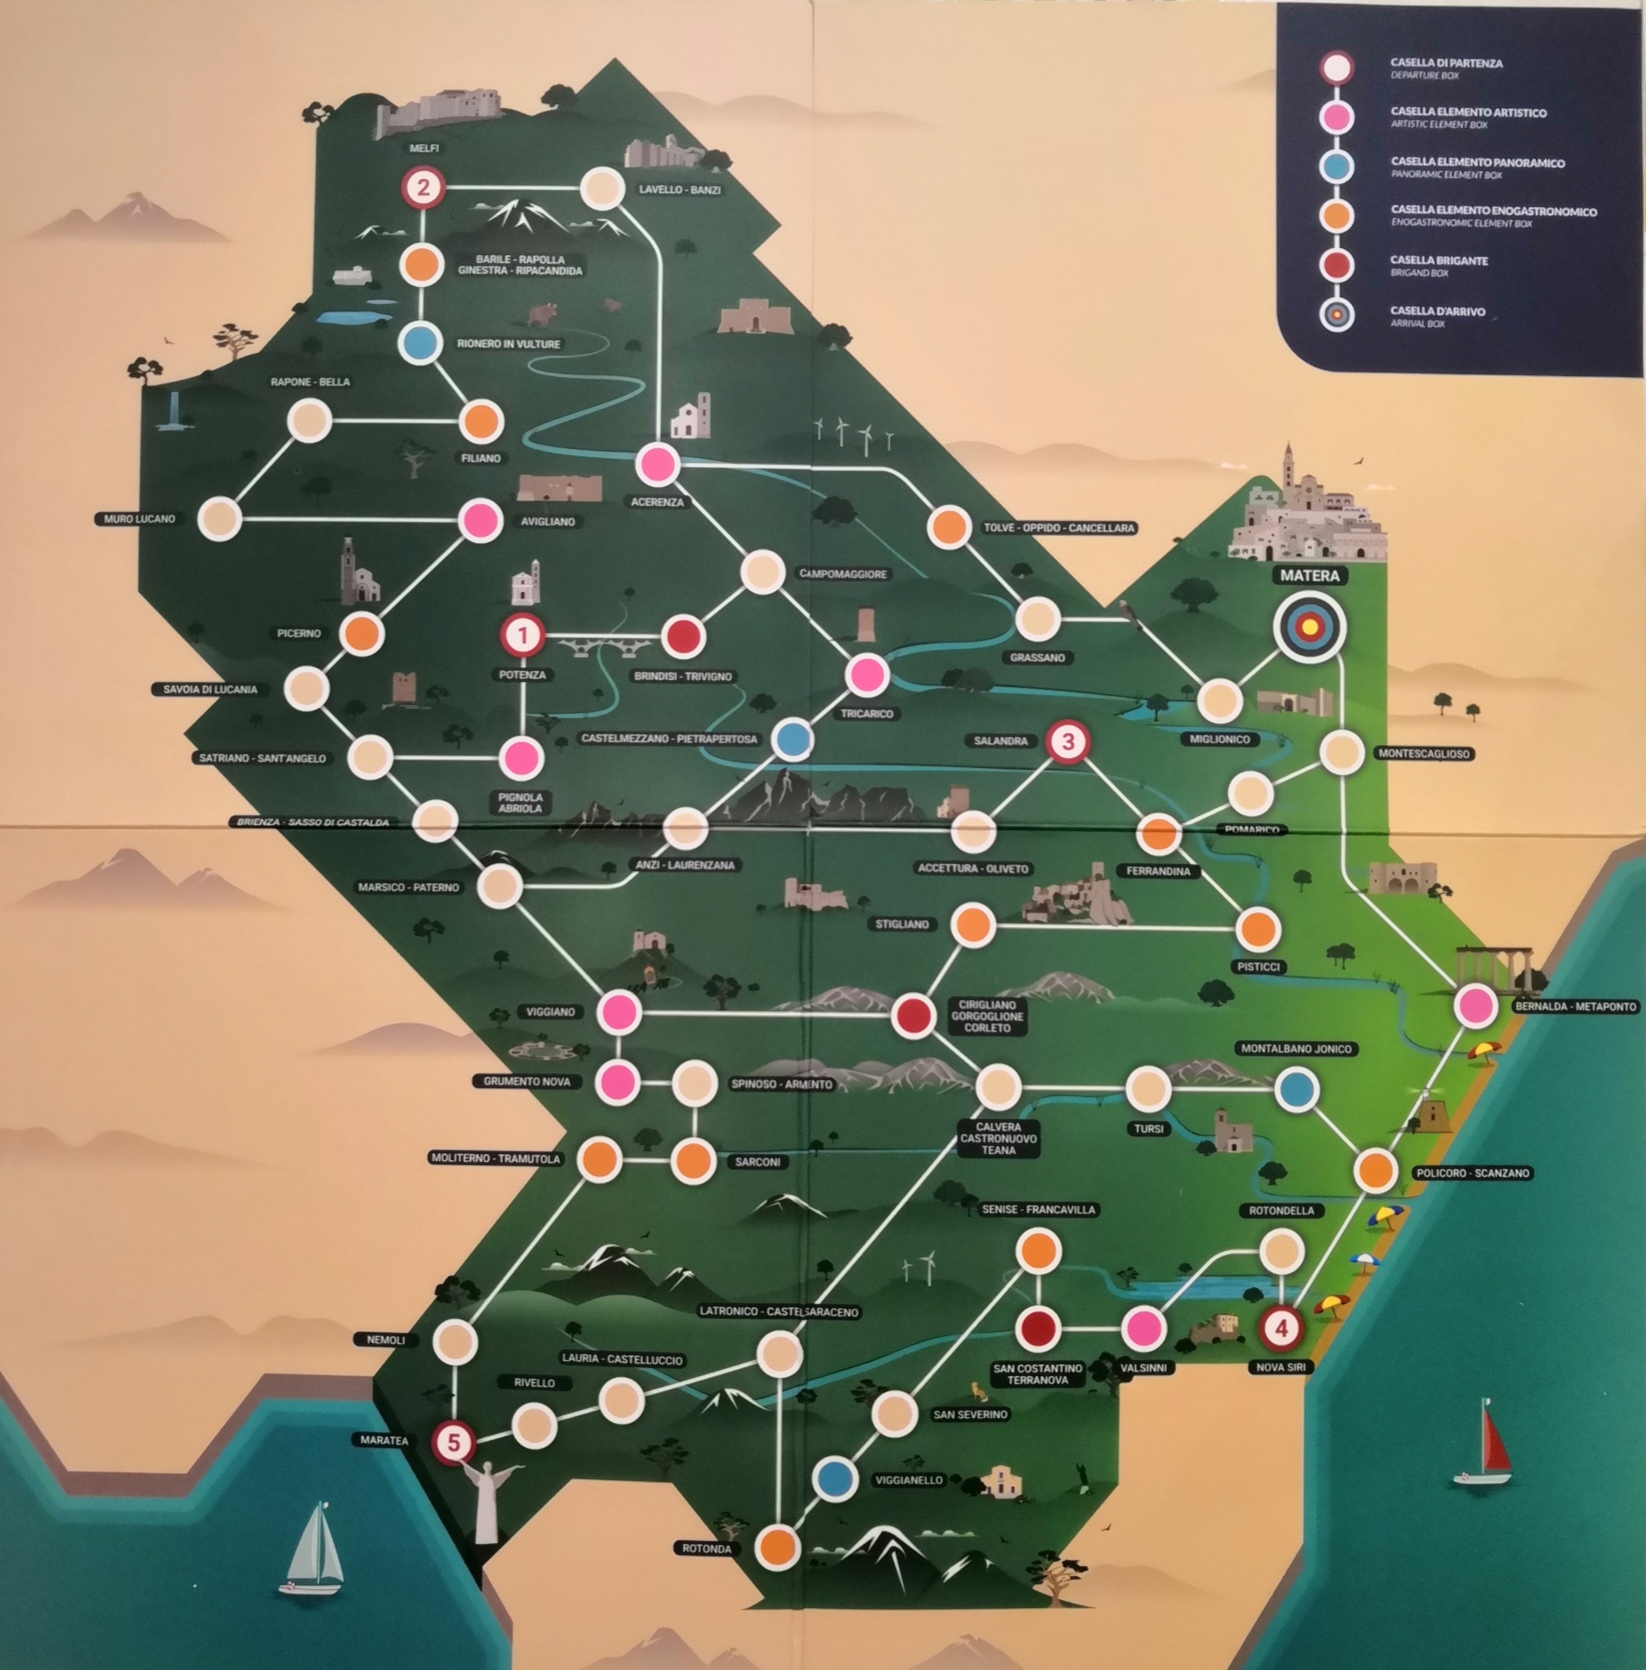 CASELLA DI PARTENZA
DEPARTURE BOX
CASELLA ELEMENTO ARTISTICO
ARTISTIC ELEMENT BOX
CASELLA ELEMENTO PANORAMICO
PANORAMIC ELEMENT BOX
CASELLA ELEMENTO ENOGASTRONOMICO
ENOGASTRONOMIC ELEMENT BOX
CASELLA BRIGANTE
BRIGAND BOX
CASELLA D'ARRIVO
ARRIVAL BOX
MELFI
2
LAVELLO - BANZI
BARILE - RAPOLLA
GINESTRA - RIPACANDIDA
RIONERO IN VULTURE
RAPONE - BELLA
FILIANO
ACERENZA
MURO LUCANO
AVIGLIANO
TOLVE - OPPIDO - CANCELLARA
CAMPOMAGGIORE
MATERA
PICERNO
1
POTENZA
BRINDISI - TRIVIGNO
GRASSANO
SAVOIA DI LUCANIA
TRICARICO
CASTELMEZZANO - PIETRAPERTOSA
SALANDRA
3
MIGLIONICO
MONTESCAGLIOSO
SATRIANO - SANT'ANGELO
PIGNOLA
ABRIOLA
BRIENZA - SASSO DI CASTALDA
POMARICO
ANZI - LAURENZANA
ACCETTURA - OLIVETO
FERRANDINA
MARSICO - PATERNO
STIGLIANO
PISTICCI
VIGGIANO
CIRIGLIANO
GORGOGLIONE
CORLETO
BERNALDA - METAPONTO
MONTALBANO JONICO
GRUMENTO NOVA
SPINOSO - ARMENTO
CALVERA
CASTRONUOVO
TEANA
TURSI
MOLITERNO - TRAMUTOLA
SARCONI
POLICORO - SCANZANO
SENISE - FRANCAVILLA
ROTONDELLA
LATRONICO - CASTELSARACENO
NEMOLI
4
LAURIA - CASTELLUCCIO
SAN COSTANTINO
TERRANOVA
VALSINNI
NOVA SIRI
RIVELLO
SAN SEVERINO
MARATEA
5
VIGGIANELLO
ROTONDA